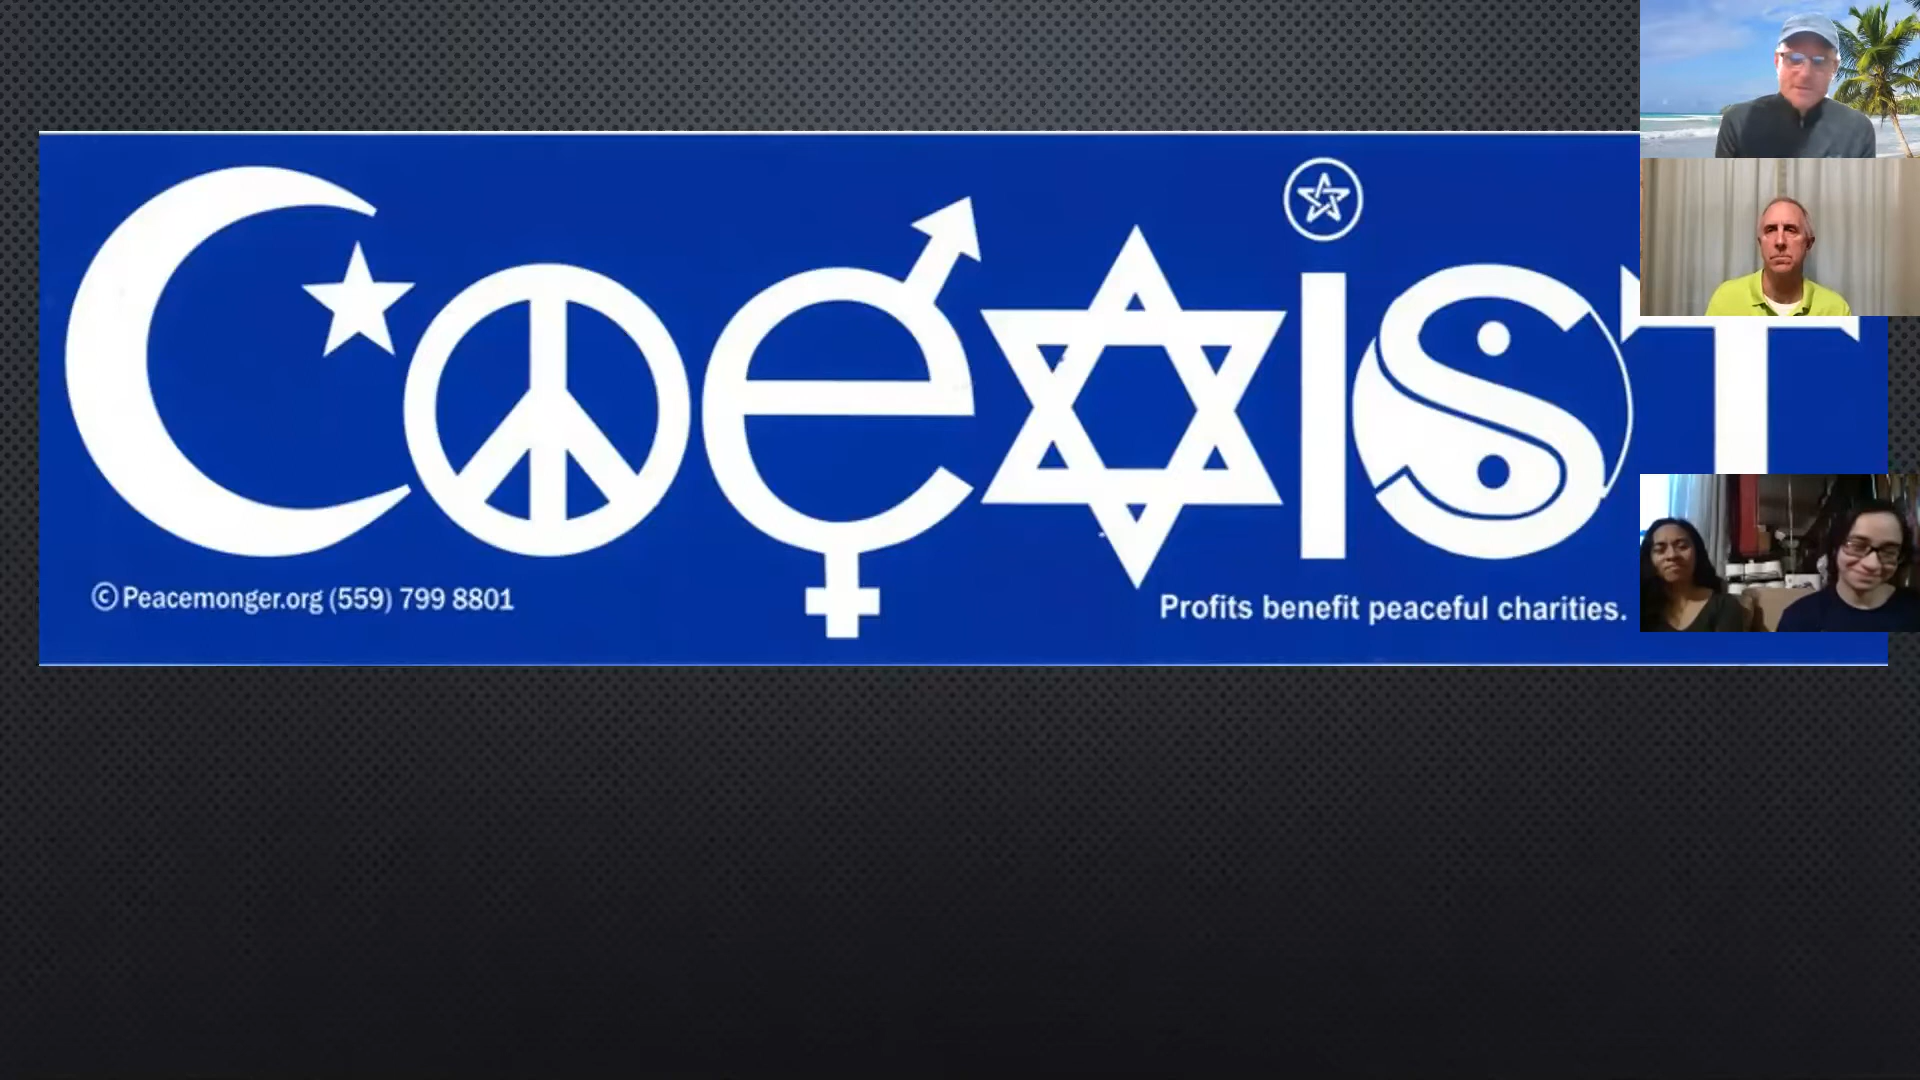 Coexist
© Peacemonger.org (559) 799 8801
Profits benefit peaceful charities.